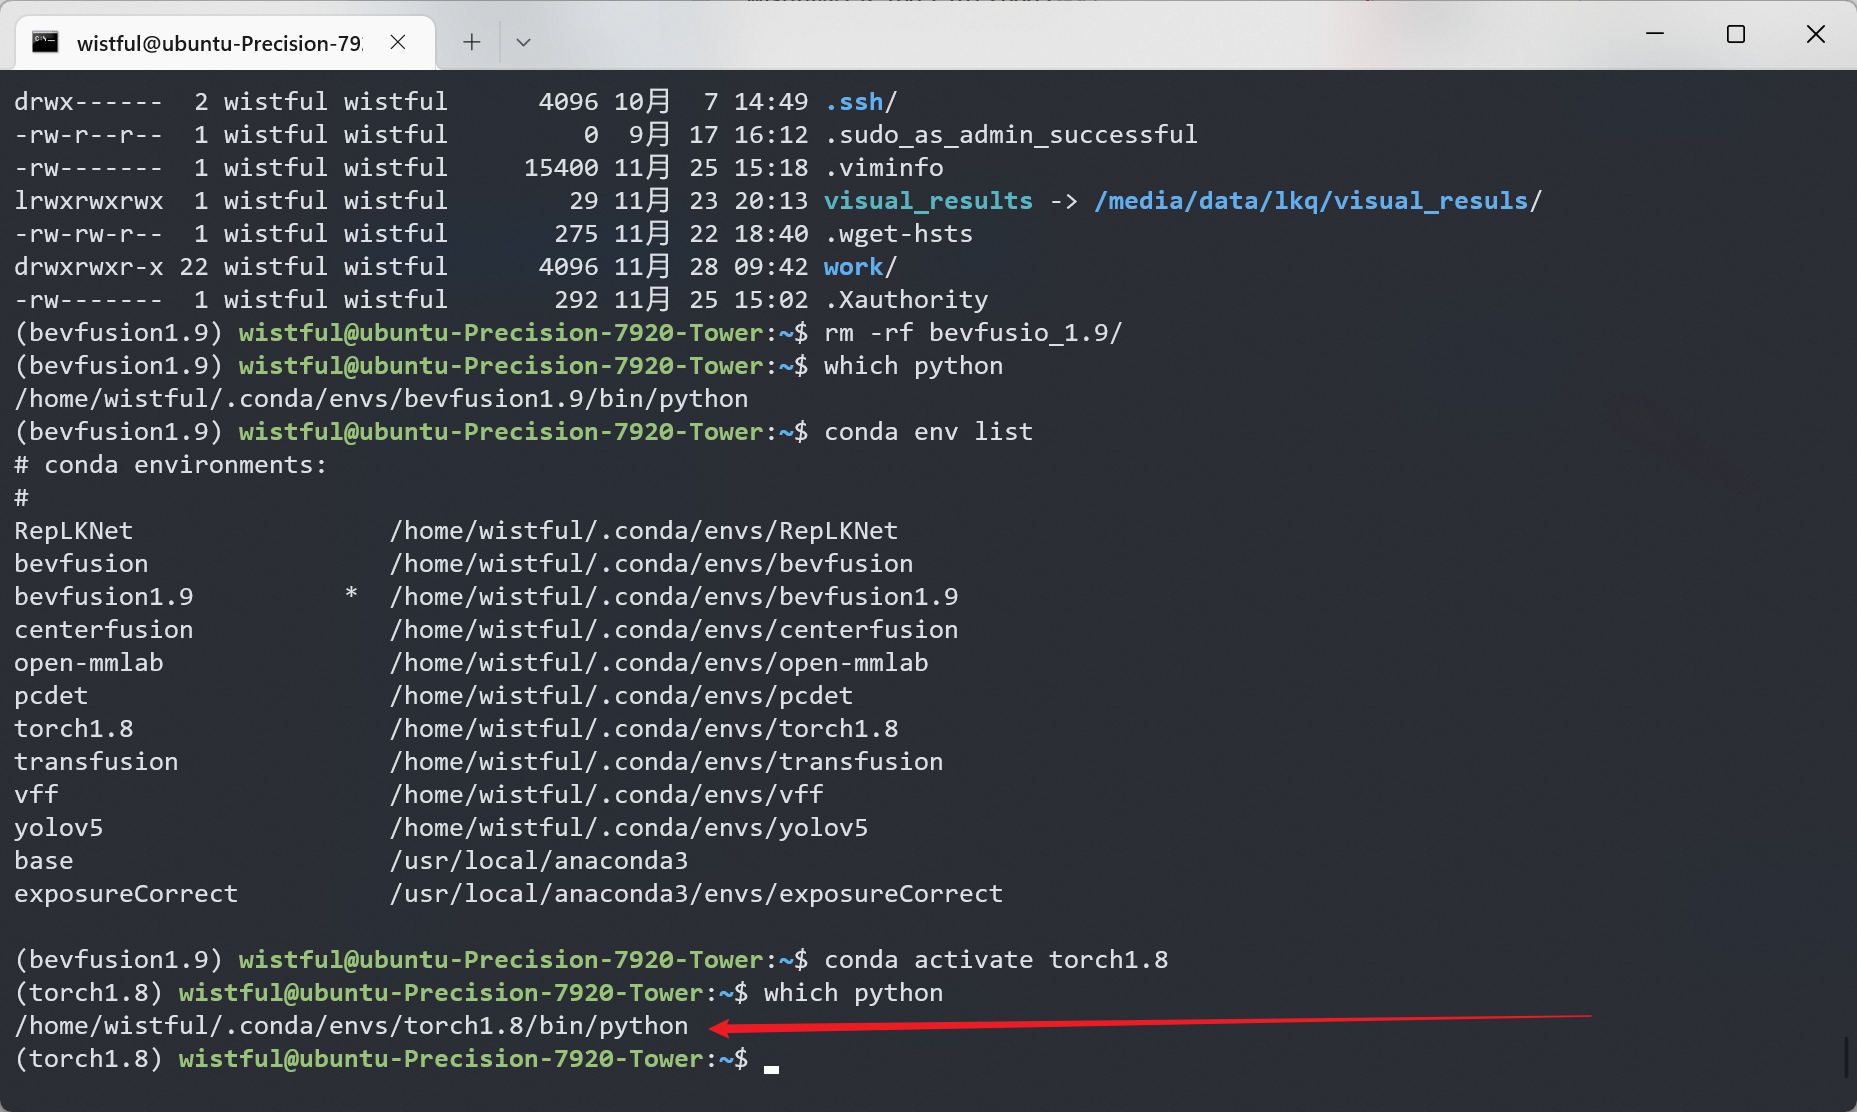 wistful@ubuntu-Precision-79
drwx------  2 wistful wistful      4096 10月  7 14:49 .ssh/
-rw-r--r--  1 wistful wistful         0  9月 17 16:12 .sudo_as_admin_successful
-rw-------  1 wistful wistful     15400 11月 25 15:18 .viminfo
lrwxrwxrwx  1 wistful wistful        29 11月 23 20:13 visual_results -> /media/data/lkq/visual_resuls/
-rw-rw-r--  1 wistful wistful       275 11月 22 18:40 .wget-hsts
drwxrwxr-x 22 wistful wistful      4096 11月 28 09:42 work/
-rw-------  1 wistful wistful       292 11月 25 15:02 .Xauthority
(bevfusion1.9) wistful@ubuntu-Precision-7920-Tower:~$ rm -rf bevfusio_1.9/
(bevfusion1.9) wistful@ubuntu-Precision-7920-Tower:~$ which python
/home/wistful/.conda/envs/bevfusion1.9/bin/python
(bevfusion1.9) wistful@ubuntu-Precision-7920-Tower:~$ conda env list
# conda environments:
#
RepLKNet                 /home/wistful/.conda/envs/RepLKNet
bevfusion                /home/wistful/.conda/envs/bevfusion
bevfusion1.9          *  /home/wistful/.conda/envs/bevfusion1.9
centerfusion             /home/wistful/.conda/envs/centerfusion
open-mmlab               /home/wistful/.conda/envs/open-mmlab
pcdet                    /home/wistful/.conda/envs/pcdet
torch1.8                 /home/wistful/.conda/envs/torch1.8
transfusion              /home/wistful/.conda/envs/transfusion
vff                      /home/wistful/.conda/envs/vff
yolov5                   /home/wistful/.conda/envs/yolov5
base                     /usr/local/anaconda3
exposureCorrect          /usr/local/anaconda3/envs/exposureCorrect
(bevfusion1.9) wistful@ubuntu-Precision-7920-Tower:~$ conda activate torch1.8
(torch1.8) wistful@ubuntu-Precision-7920-Tower:~$ which python
/home/wistful/.conda/envs/torch1.8/bin/python
(torch1.8) wistful@ubuntu-Precision-7920-Tower:~$